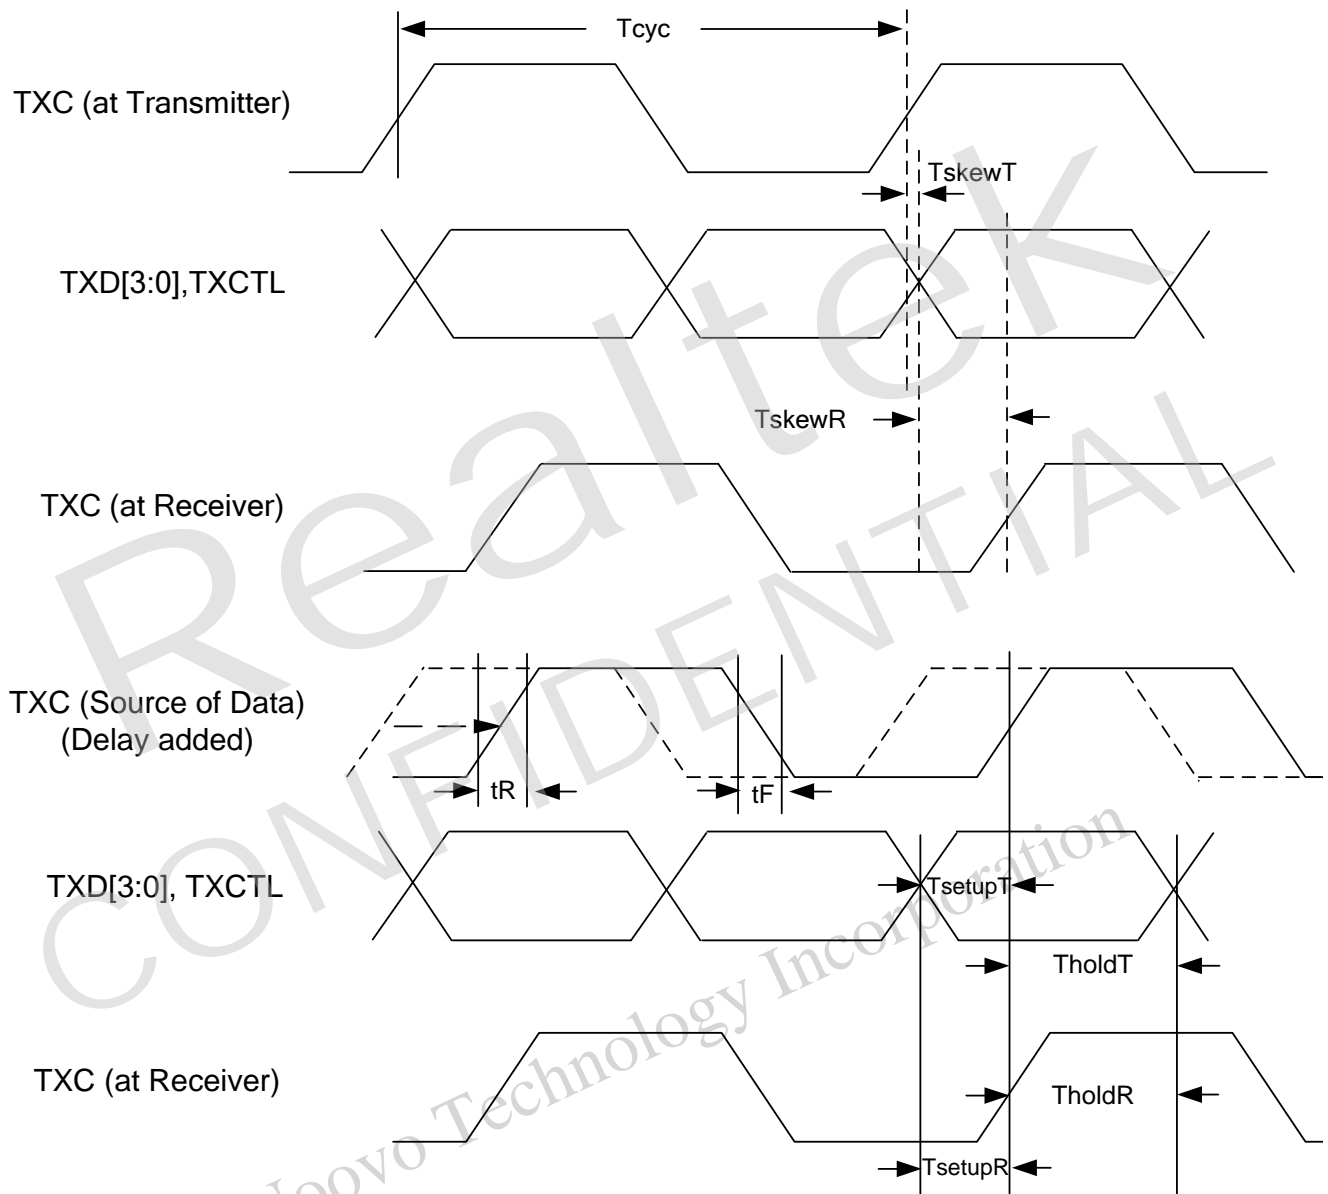 Tcyc
TXC (at Transmitter)
TskewT
TXD[3:0],TXCTL
TskewR
TXC (at Receiver)
TXC (Source of Data)
(Delay added)
tR
tF
TXD[3:0], TXCTL
TsetupT
TholdT
TXC (at Receiver)
TholdR
TsetupR
Realtek
CONFIDENTIAL
Noovo Technology Incorporation